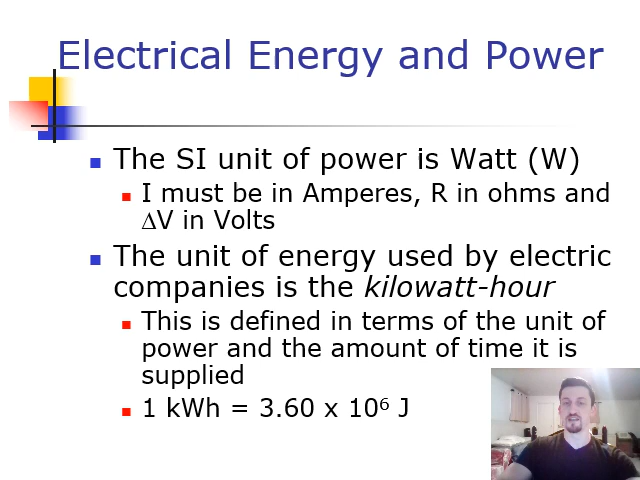 Electrical Energy and Power
The SI unit of power is Watt (W)
I must be in Amperes, R in ohms and
∆V in Volts
The unit of energy used by electric
companies is the kilowatt-hour
This is defined in terms of the unit of
power and the amount of time it is
supplied
1 kWh = 3.60 x 10⁶ J